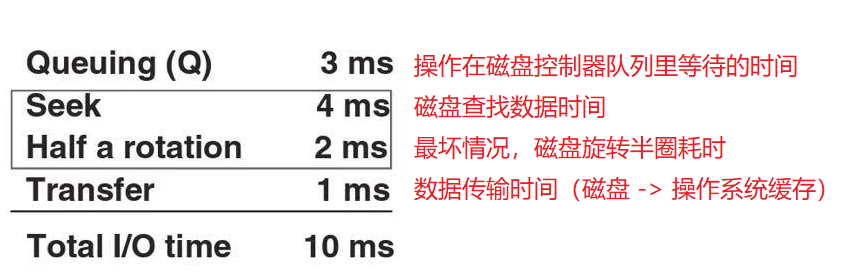 Queuing (Q) 3 ms 操作在磁盘控制器队列里等待的时间
Seek 4 ms 磁盘查找数据时间
Half a rotation 2 ms 最坏情况，磁盘旋转半圈耗时
Transfer 1 ms 数据传输时间（磁盘 -> 操作系统缓存）
Total I/O time 10 ms